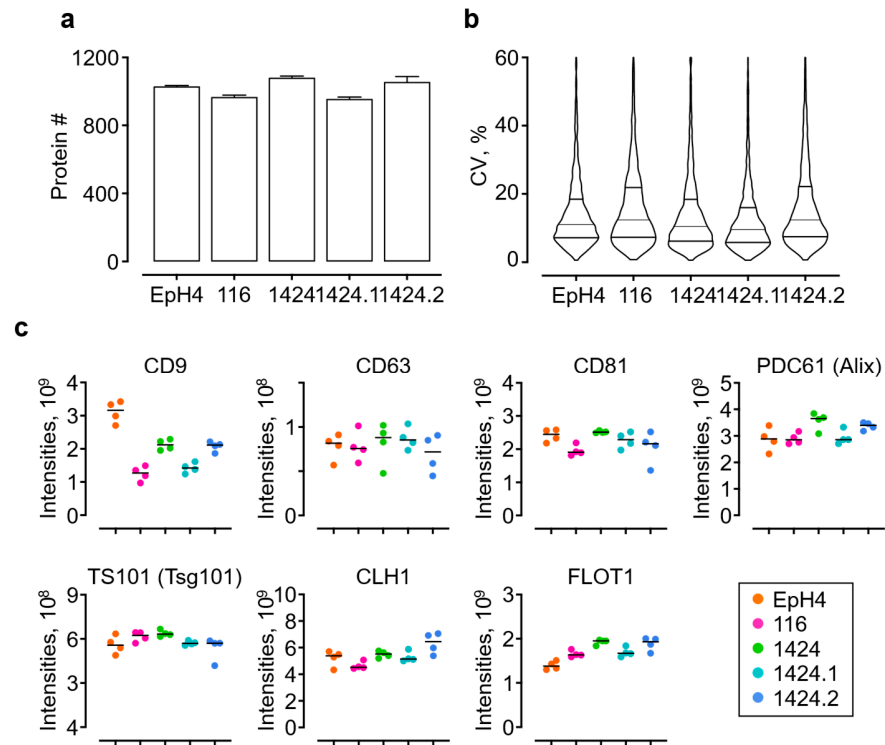 a
1200
800
400
0
Protein #
EpH4 116 1424 1424.1 1424.2
b
60
40
20
0
CV, %
EpH4 116 1424 1424.1 1424.2
c
CD9
Intensities, 10⁹
4
3
2
1
0
CD63
Intensities, 10⁸
1
0
CD81
Intensities, 10⁹
4
3
2
1
0
PDC61 (Alix)
Intensities, 10⁹
5
4
3
2
1
0
TS101 (Tsg101)
Intensities, 10⁸
9
6
3
4
CLH1
Intensities, 10⁹
10
8
6
4
2
0
FLOT1
Intensities, 10⁹
3
2
1
0
EpH4
116
1424
1424.1
1424.2